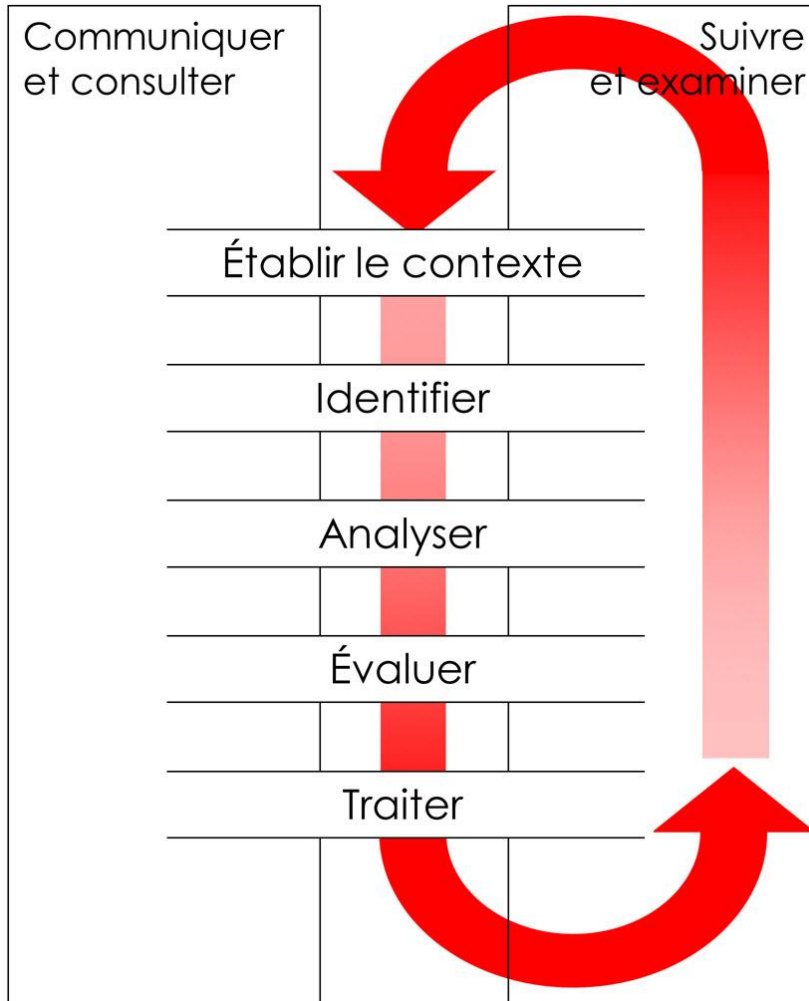 Communiquer
et consulter
Suivre
et examiner
Établir le contexte
Identifier
Analyser
Évaluer
Traiter